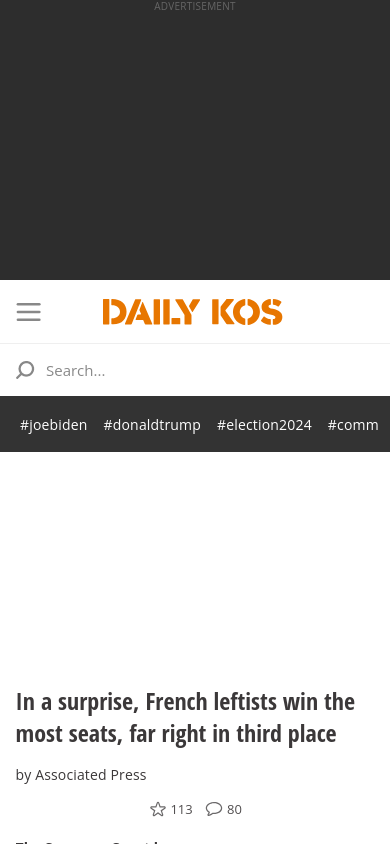 ADVERTISEMENT
DAILY KOS
Search...
#joebiden #donaldtrump #election2024 #comm
In a surprise, French leftists win the
most seats, far right in third place
by Associated Press
113 80